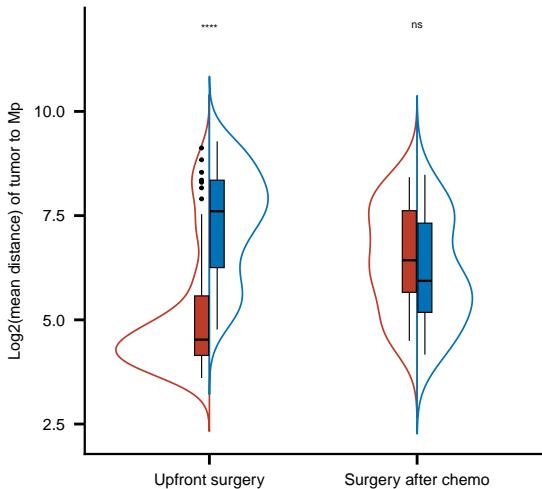 **** ns
10.0
7.5
5.0
2.5
Log2(mean distance) of tumor to Mp
Upfront surgery Surgery after chemo